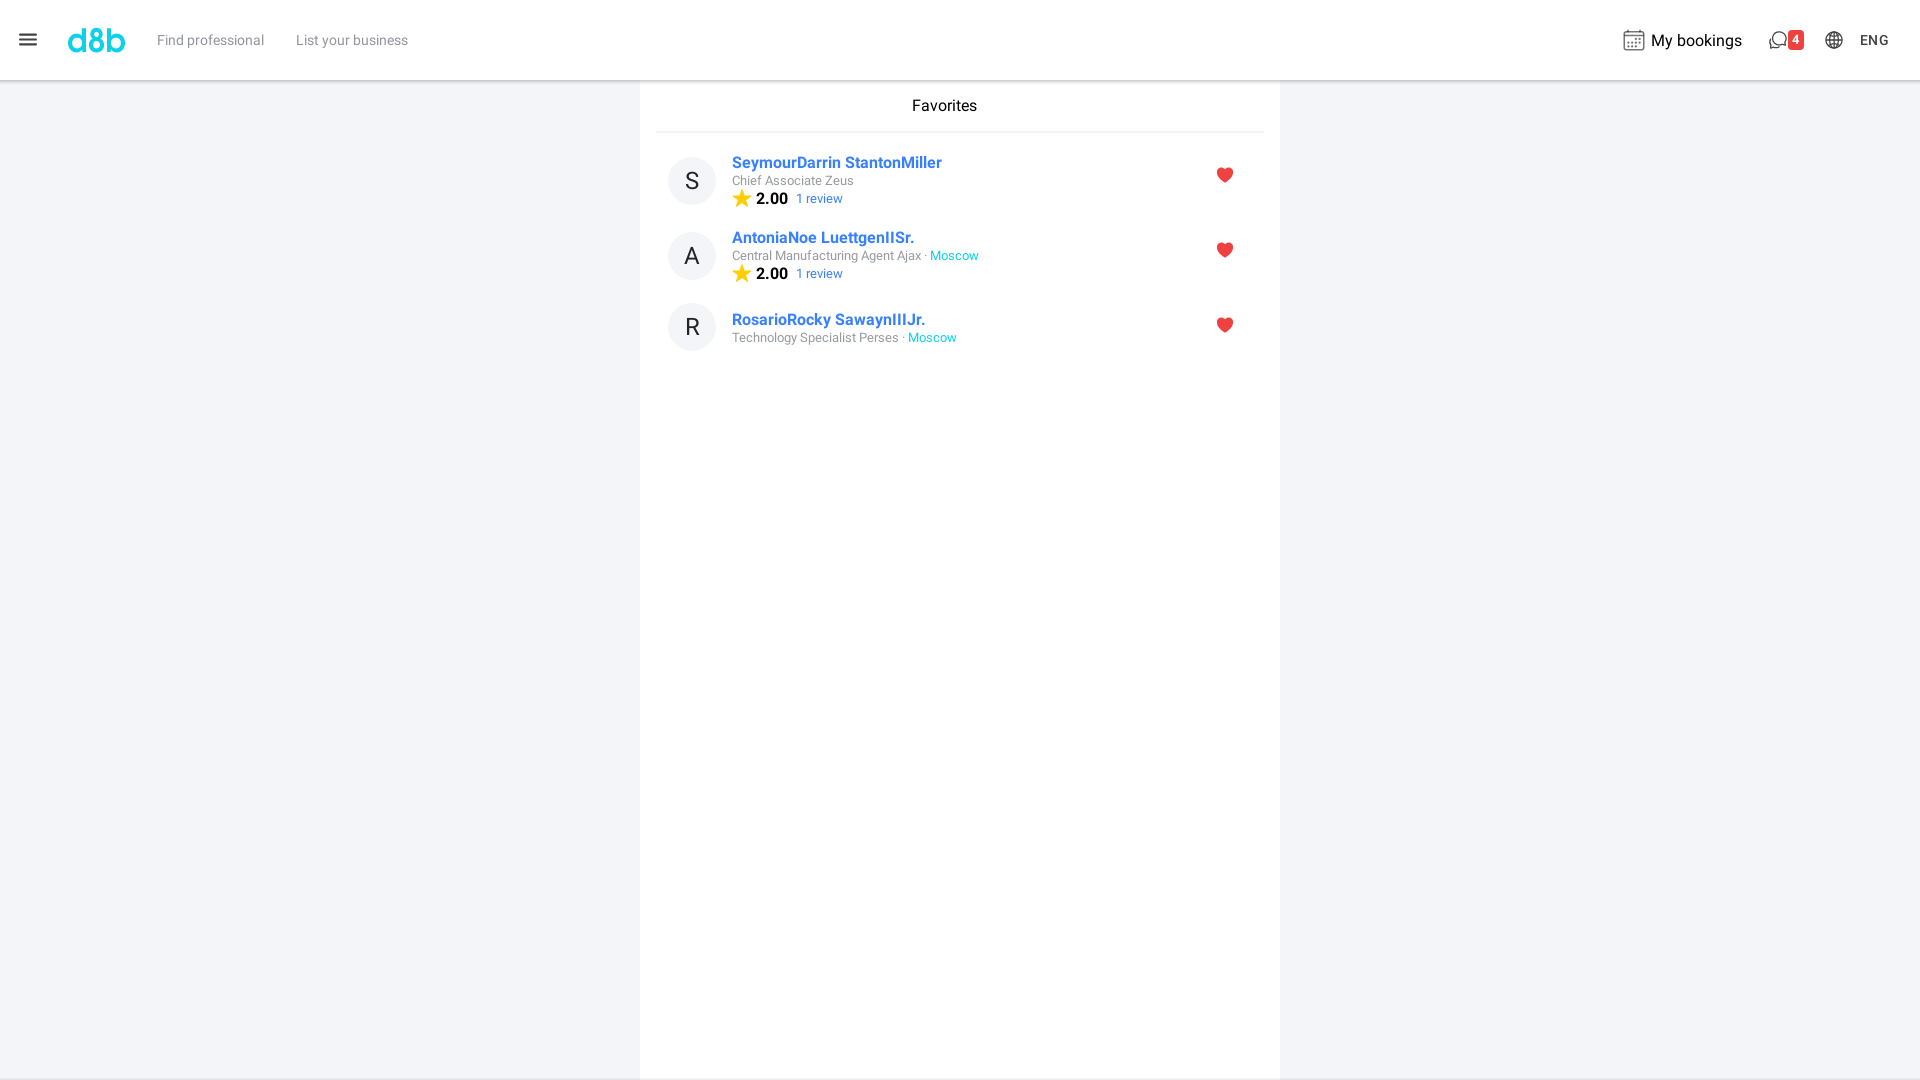 d8b
Find professional
List your business
My bookings
4
ENG
Favorites
S
SeymourDarrin StantonMiller
Chief Associate Zeus
2.00 1 review
A
AntoniaNoe LuettgenIISr.
Central Manufacturing Agent Ajax · Moscow
2.00 1 review
R
RosarioRocky SawaynIIIJr.
Technology Specialist Perses · Moscow